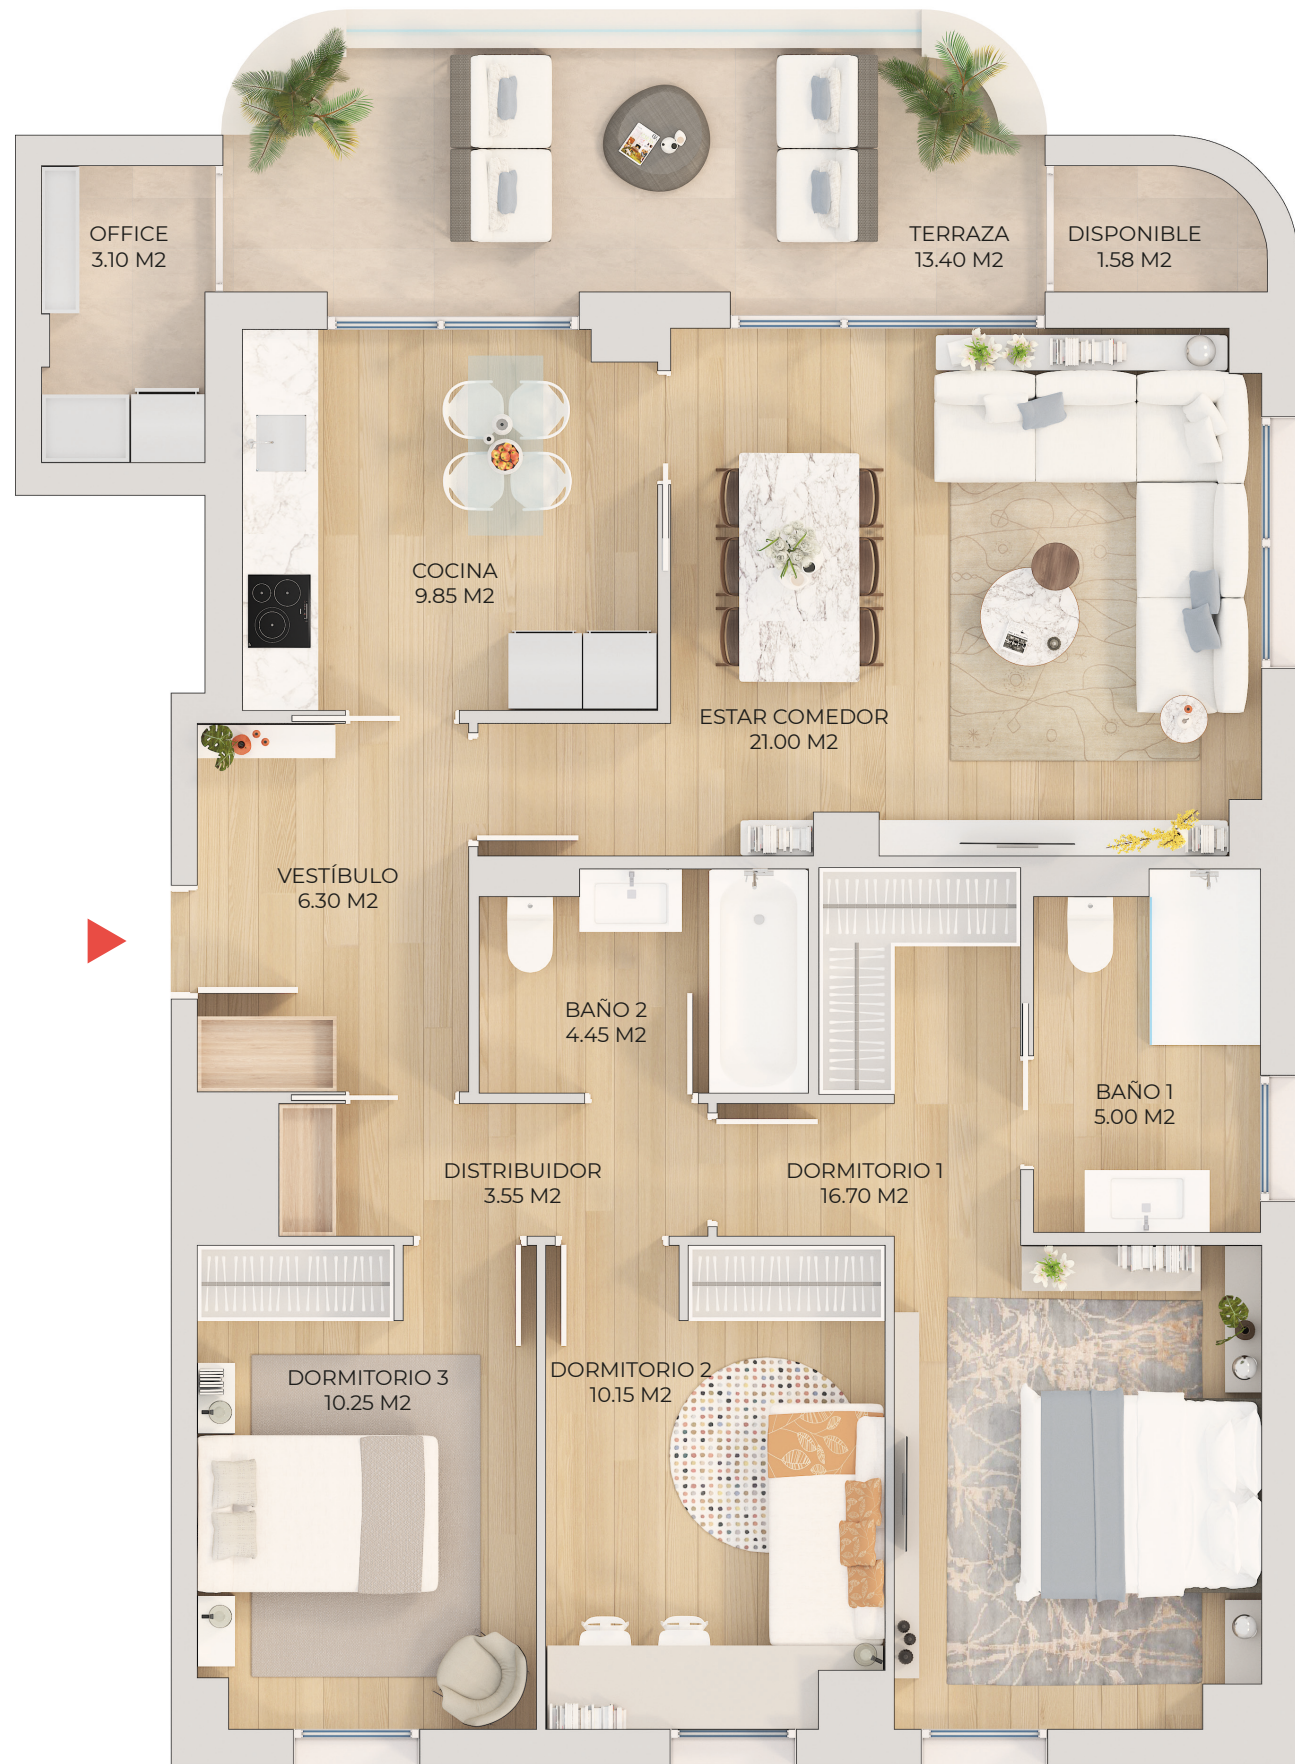 OFFICE
3.10 M2
TERRAZA
13.40 M2
DISPONIBLE
1.58 M2
COCINA
9.85 M2
ESTAR COMEDOR
21.00 M2
VESTÍBULO
6.30 M2
BAÑO 2
4.45 M2
BAÑO 1
5.00 M2
DISTRIBUIDOR
3.55 M2
DORMITORIO 1
16.70 M2
DORMITORIO 3
10.25 M2
DORMITORIO 2
10.15 M2